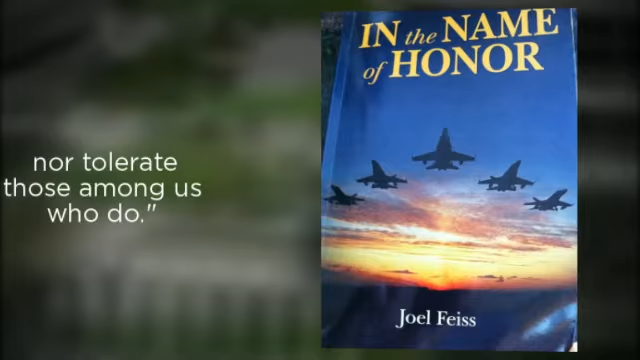 nor tolerate
those among us
who do."
IN the NAME
of HONOR
Joel Feiss